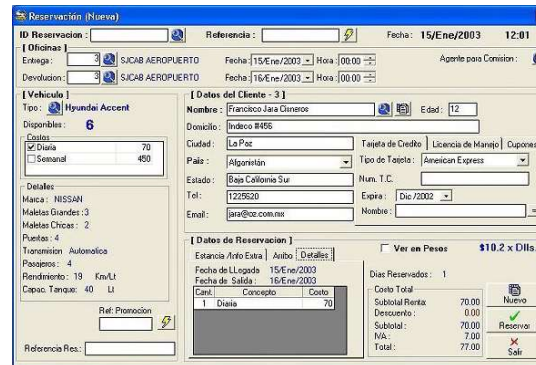 Reservación (Nueva)
ID Reservacion :
Referencia :
Fecha: 15/Ene/2003 12:01
[ Oficinas ]
Entrega: 3 SJCAB AEROPUERTO Fecha: 15/Ene/2003 Hora: 00:00
Agente para Comision :
Devolucion: 3 SJCAB AEROPUERTO Fecha: 16/Ene/2003 Hora: 00:00
[ Vehiculo ]
Tipo: Hyundai Accent
Disponibles: 6
Costos
Diaria 70
Semanal 450
Detalles
Marca: NISSAN
Maletas Grandes: 3
Maletas Chicas: 2
Puertas: 4
Transmision Automatica
Pasajeros: 4
Rendimiento: 19 Km/Lt
Capac. Tanque: 40 Lt
Ref: Promocion
Referencia Res.:
[ Datos del Cliente - 3 ]
Nombre: Francisco Jara Cisneros Edad: 12
Domicilio: Indeco #456
Ciudad: La Paz
Pais: Afganistán
Estado: Baja California Sur
Tel: 1225620
Email: jara@oz.com.mx
Tarjeta de Credito Licencia de Manejo Cupones
Tipo de Tarjeta: American Express
Num. T.C.
Expira: Dic /2002
Nombre:
[ Datos de Reservacion ]
Estancia /Info Extra Arribo Detalles
Fecha de LLegada 15/Ene/2003
Fecha de Salida: 16/Ene/2003
Cant. Concepto Costo
1 Diaria 70
Ver en Pesos $10.2 x Dlls.
Dias Reservados: 1
Costo Total
Subtotal Renta: 70.00
Descuento: 0.00
Subtotal: 70.00
IVA: 7.00
Total: 77.00
Nuevo
Reservar
Salir